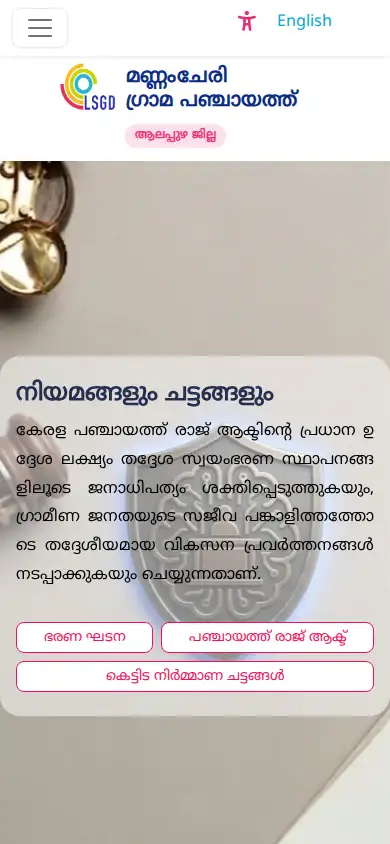 English
LSGD
മണ്ണംചേരി
ഗ്രാമ പഞ്ചായത്ത്
ആലപ്പുഴ ജില്ല
നിയമങ്ങളും ചട്ടങ്ങളും
കേരള പഞ്ചായത്ത് രാജ് ആക്ടിന്റെ പ്രധാന ഉ
ദ്ദേശ ലക്ഷ്യം തദ്ദേശ സ്വയംഭരണ സ്ഥാപനങ്ങ
ളിലൂടെ ജനാധിപത്യം ശക്തിപ്പെടുത്തുകയും,
ഗ്രാമീണ ജനതയുടെ സജീവ പങ്കാളിത്തത്തോ
ടെ തദ്ദേശീയമായ വികസന പ്രവർത്തനങ്ങൾ
നടപ്പാക്കുകയും ചെയ്യുന്നതാണ്.
ഭരണ ഘടന
പഞ്ചായത്ത് രാജ് ആക്ട്
കെട്ടിട നിർമ്മാണ ചട്ടങ്ങൾ